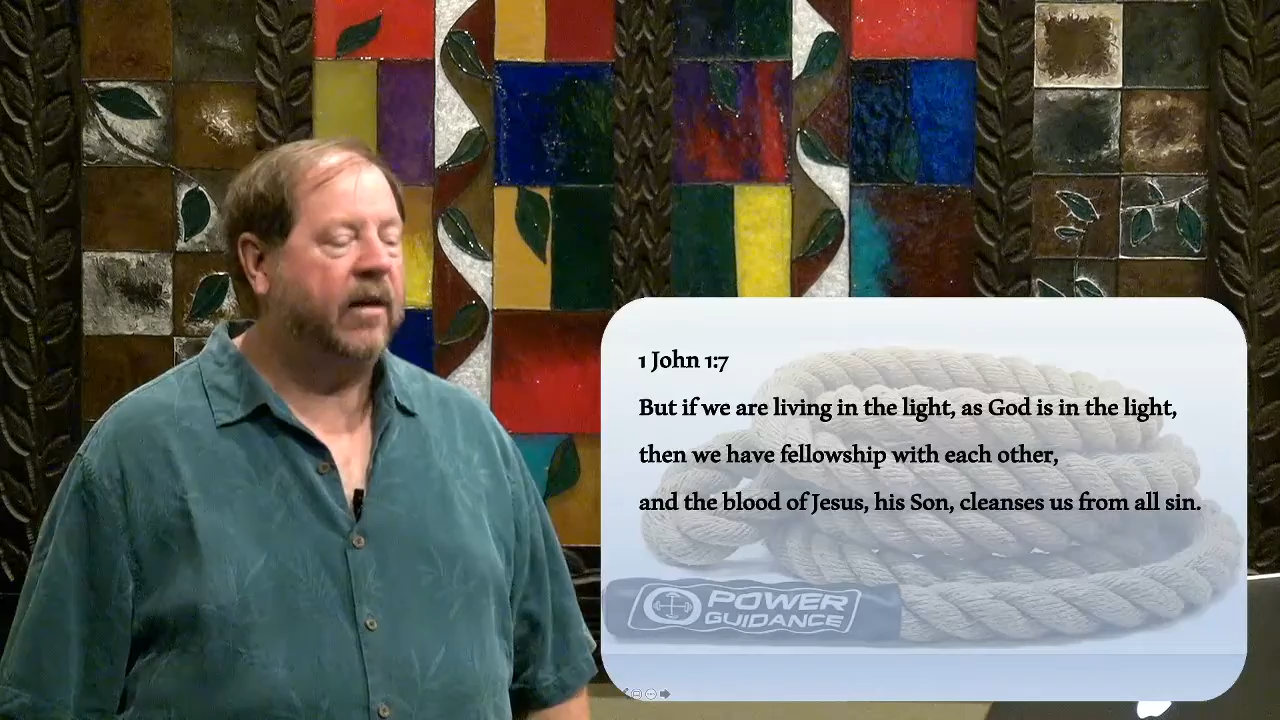 1 John 1:7
But if we are living in the light, as God is in the light,
then we have fellowship with each other,
and the blood of Jesus, his Son, cleanses us from all sin.
POWER
GUIDANCE